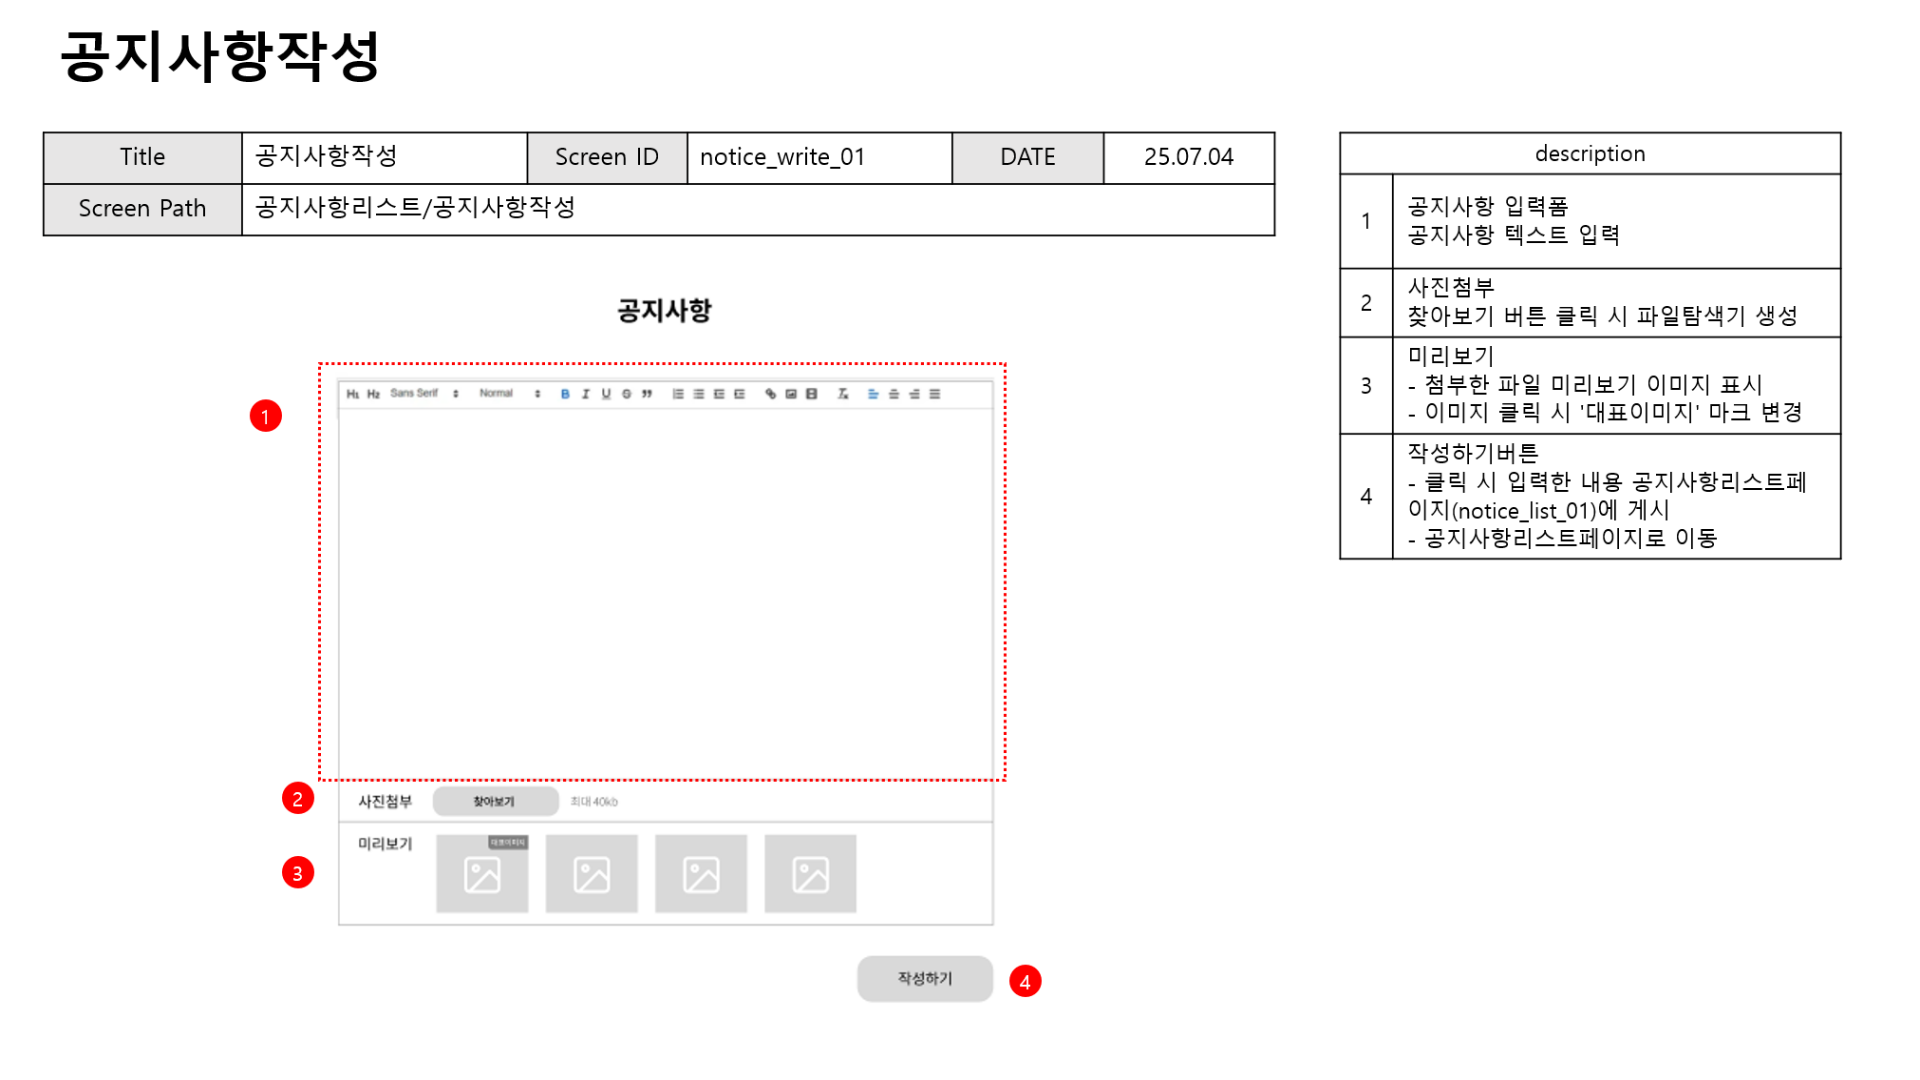 공지사항작성
Title 공지사항작성 Screen ID notice_write_01 DATE 25.07.04
Screen Path 공지사항리스트/공지사항작성
description
1 공지사항 입력폼
공지사항 텍스트 입력
2 사진첨부
찾아보기 버튼 클릭 시 파일탐색기 생성
3 미리보기
- 첨부한 파일 미리보기 이미지 표시
- 이미지 클릭 시 '대표이미지' 마크 변경
4 작성하기버튼
- 클릭 시 입력한 내용 공지사항리스트페
이지(notice_list_01)에 게시
- 공지사항리스트페이지로 이동
공지사항
1
H1 H2 Sans Serif Normal B I U S
2 사진첨부 찾아보기 최대 40kb
미리보기 대표이미지
3
작성하기 4